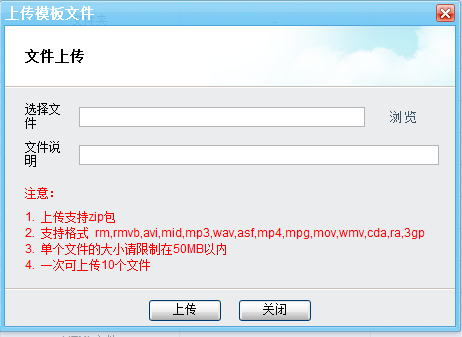 上传模板文件
文件上传
选择文
件
浏览
文件说
明
注意：
1. 上传支持zip包
2. 支持格式 rm,rmvb,avi,mid,mp3,wav,asf,mp4,mpg,mov,wmv,cda,ra,3gp
3. 单个文件的大小请限制在50MB以内
4. 一次可上传10个文件
上传
关闭